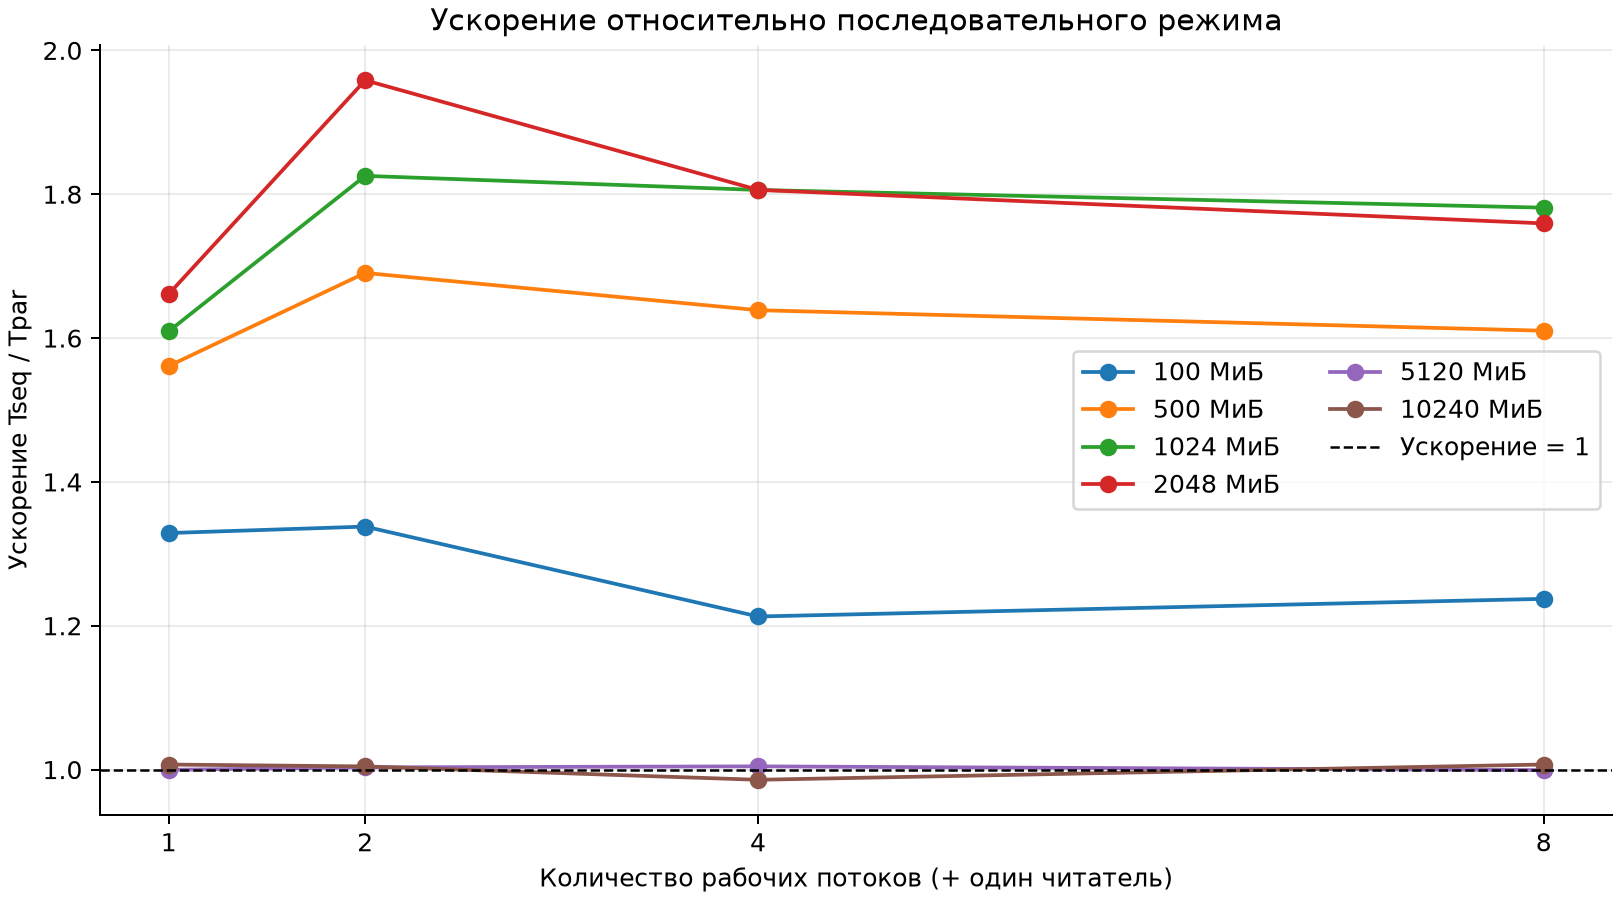 Ускорение относительно последовательного режима
Ускорение Tseq / Tpar
2.0
1.8
1.6
1.4
1.2
1.0
100 МиБ
500 МиБ
1024 МиБ
2048 МиБ
5120 МиБ
10240 МиБ
Ускорение = 1
1 2 4 8
Количество рабочих потоков (+ один читатель)